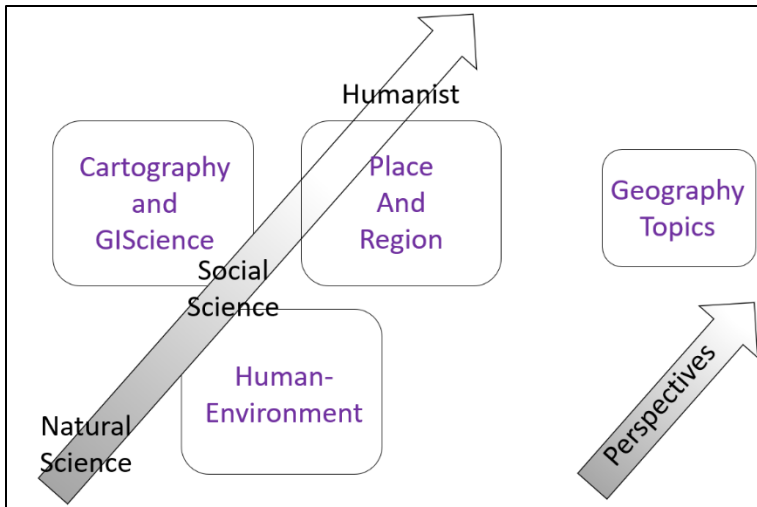 Humanist
Cartography
and
GIScience
Place
And
Region
Geography
Topics
Social
Science
Human-
Environment
Natural
Science
Perspectives